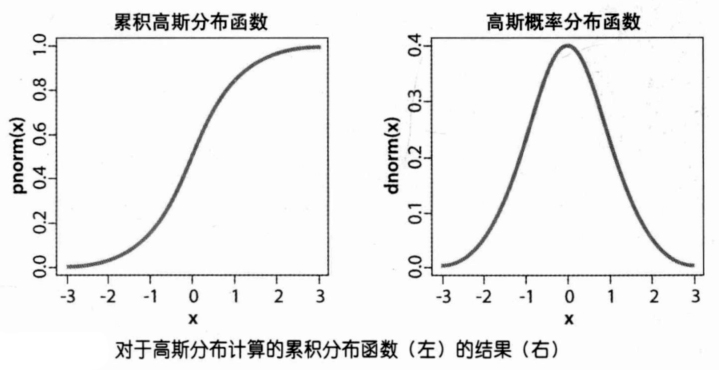 累积高斯分布函数
pnorm(x)
1.0
0.8
0.6
0.4
0.2
0.0
-3 -2 -1 0 1 2 3
x
高斯概率分布函数
dnorm(x)
0.4
0.3
0.2
0.1
0.0
-3 -2 -1 0 1 2 3
x
对于高斯分布计算的累积分布函数（左）的结果（右）